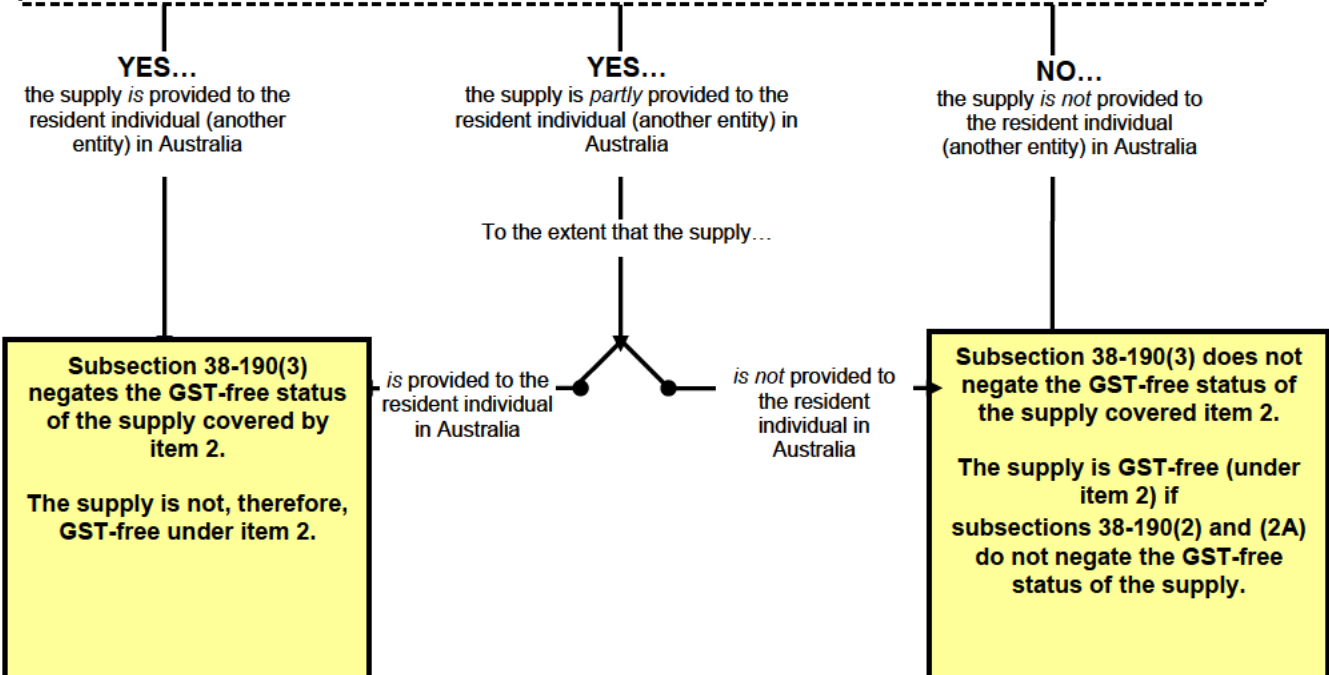 YES…
the supply is provided to the
resident individual (another
entity) in Australia
YES…
the supply is partly provided to the
resident individual (another entity) in
Australia
NO…
the supply is not provided to
the resident individual
(another entity) in Australia
To the extent that the supply…
is provided to the
resident individual
in Australia
is not provided to
the resident
individual in
Australia
Subsection 38-190(3)
negates the GST-free status
of the supply covered by
item 2.
The supply is not, therefore,
GST-free under item 2.
Subsection 38-190(3) does not
negate the GST-free status of
the supply covered item 2.
The supply is GST-free (under
item 2) if
subsections 38-190(2) and (2A)
do not negate the GST-free
status of the supply.